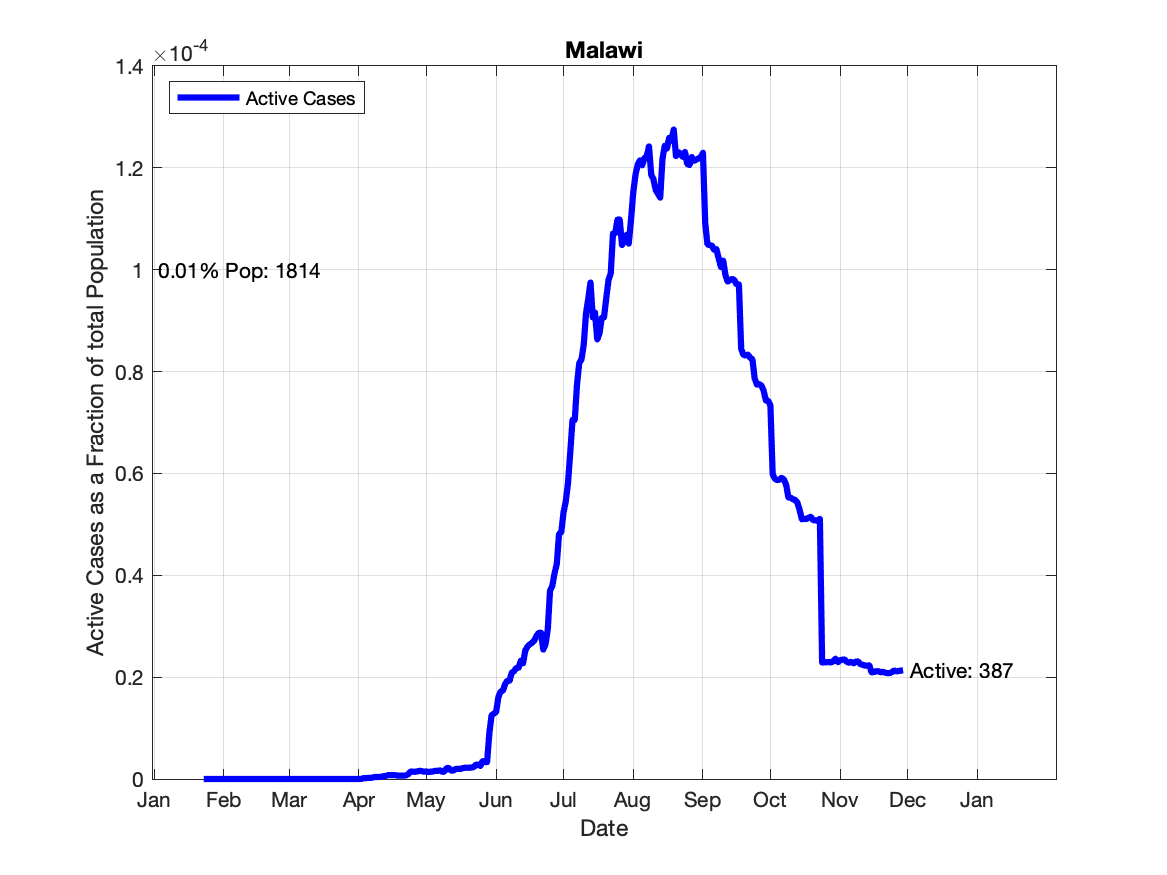 Malawi
×10-4
1.4
1.2
1
0.8
0.6
0.4
0.2
0
Active Cases
0.01% Pop: 1814
Active: 387
Active Cases as a Fraction of total Population
Jan Feb Mar Apr May Jun Jul Aug Sep Oct Nov Dec Jan
Date